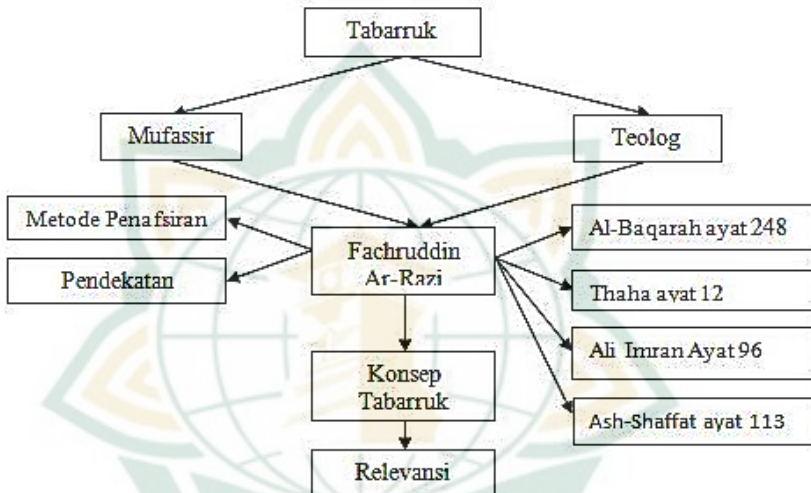 Tabarruk
Mufassir
Teolog
Metode Penafsiran
Pendekatan
Fachruddin
Ar-Razi
Al-Baqarah ayat 248
Thaha ayat 12
Ali Imran Ayat 96
Ash-Shaffat ayat 113
Konsep
Tabarruk
Relevansi